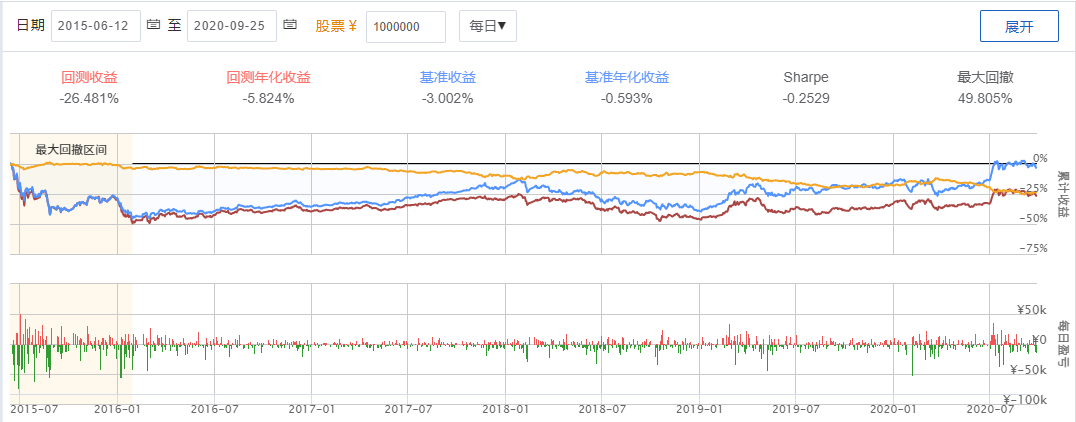 日期 2015-06-12 至 2020-09-25 股票 ¥ 1000000 每日▼ 展开
回测收益 回测年化收益 基准收益 基准年化收益 Sharpe 最大回撤
-26.481% -5.824% -3.002% -0.593% -0.2529 49.805%
最大回撤区间
0%
-25%
-50%
-75%
累计收益
¥50k
¥0
¥-50k
¥-100k
每日盈亏
2015-07 2016-01 2016-07 2017-01 2017-07 2018-01 2018-07 2019-01 2019-07 2020-01 2020-07